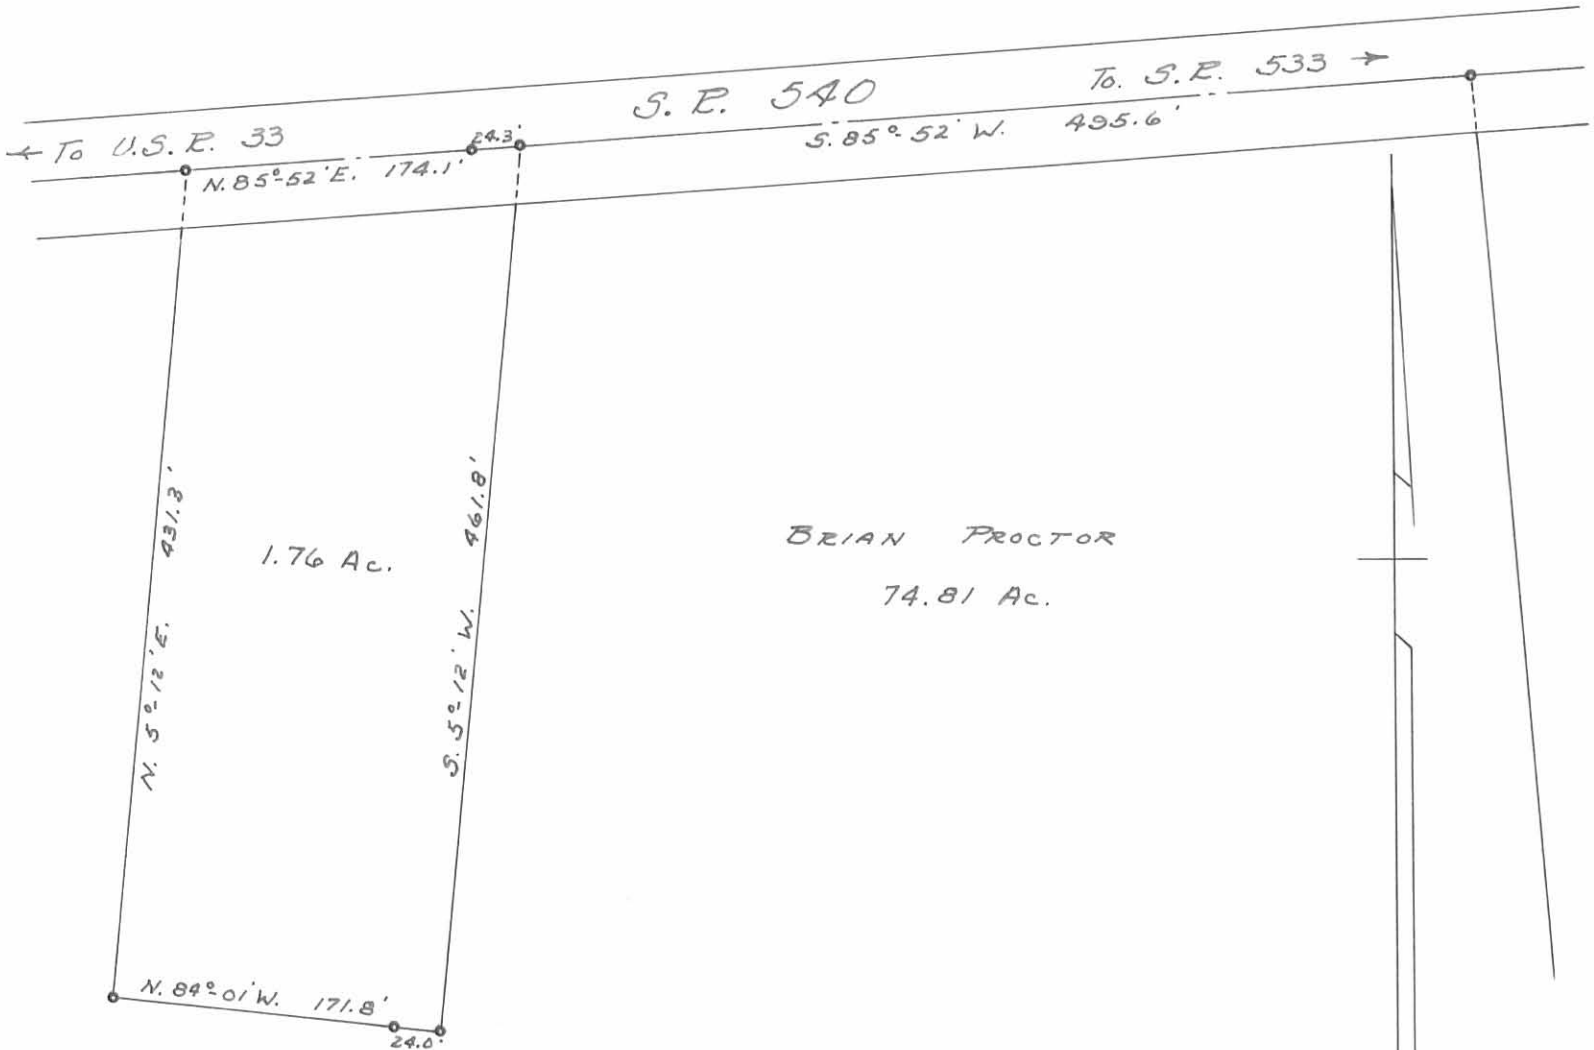 S. R. 540
To. S. R. 533 →
← To U.S. R. 33
24.3'
N. 85°-52' E. 174.1'
S. 85°-52' W. 495.6'
N. 5°-12' E. 431.3'
S. 5°-12' W. 461.8'
1.76 Ac.
BRIAN PROCTOR
74.81 Ac.
N. 84°-01' W. 171.8'
24.0'